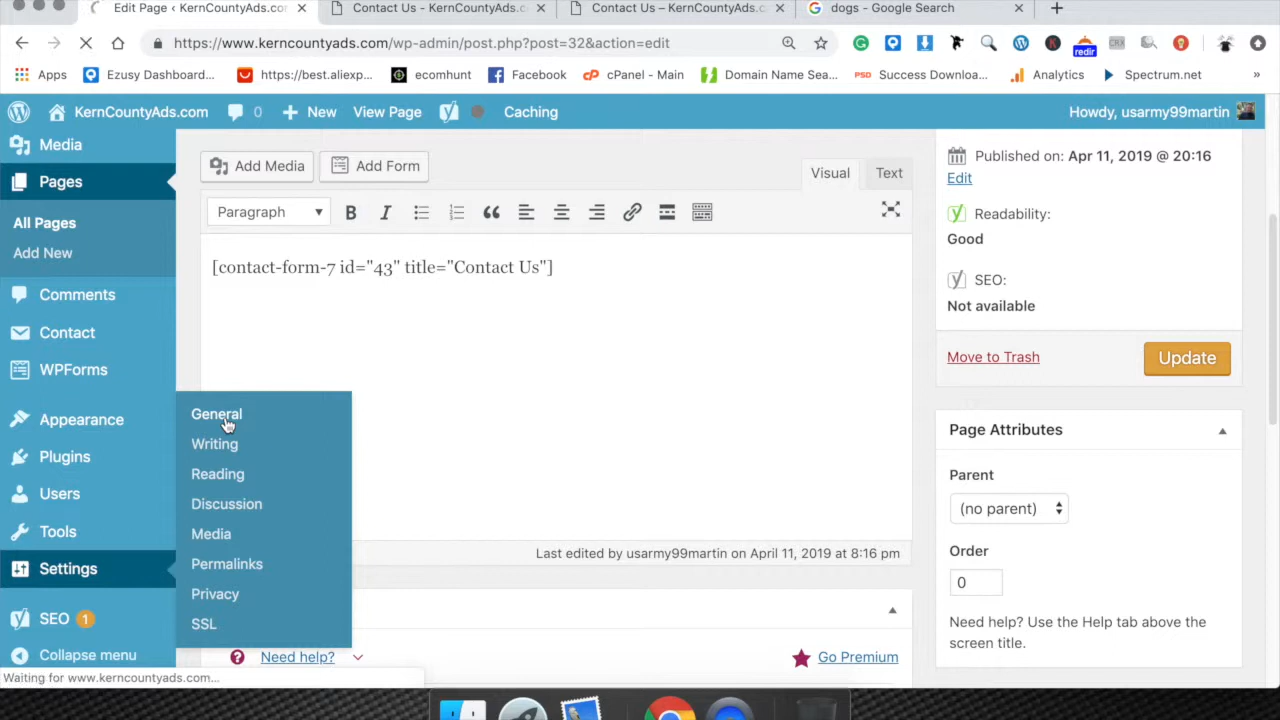 Edit Page ‹ KernCountyAds.co
Contact Us - KernCountyAds.c
Contact Us – KernCountyAds.c
dogs - Google Search
https://www.kerncountyads.com/wp-admin/post.php?post=32&action=edit
redir
Apps
Ezusy Dashboard...
https://best.aliexp...
ecomhunt
Facebook
cPanel - Main
Domain Name Sea...
PSD Success Downloa...
Analytics
Spectrum.net
»
KernCountyAds.com
0
New
View Page
Caching
Howdy, usarmy99martin
Media
Pages
All Pages
Add New
Comments
Contact
WPForms
Appearance
Plugins
Users
Tools
Settings
SEO 1
Collapse menu
General
Writing
Reading
Discussion
Media
Permalinks
Privacy
SSL
Add Media
Add Form
Visual
Text
Paragraph
B
I
[contact-form-7 id="43" title="Contact Us"]
Last edited by usarmy99martin on April 11, 2019 at 8:16 pm
Need help?
Go Premium
Published on: Apr 11, 2019 @ 20:16
Edit
Readability:
Good
SEO:
Not available
Move to Trash
Update
Page Attributes
Parent
(no parent)
Order
0
Need help? Use the Help tab above the
screen title.
Waiting for www.kerncountyads.com...